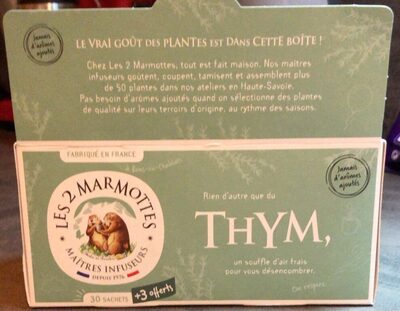 LE VRAI GOÛT DES PLANTES EST DANS CETTE BOÎTE !
Jamais
d'arômes
ajoutés
Chez Les 2 Marmottes, tout est fait maison. Nos maîtres
infuseurs goûtent, coupent, tamisent et assemblent plus
de 50 plantes dans nos ateliers en Haute-Savoie.
Pas besoin d'arômes ajoutés quand on sélectionne des plantes
de qualité sur leurs terroirs d'origine, au rythme des saisons.
FABRIQUÉ EN FRANCE
LES 2 MARMOTTES
MAÎTRES INFUSEURS
DEPUIS 1976
30 SACHETS +3 offerts
Rien d'autre que du
THYM,
un souffle d'air frais
pour vous désencombrer.
Jamais
d'arômes
ajoutés
On respire